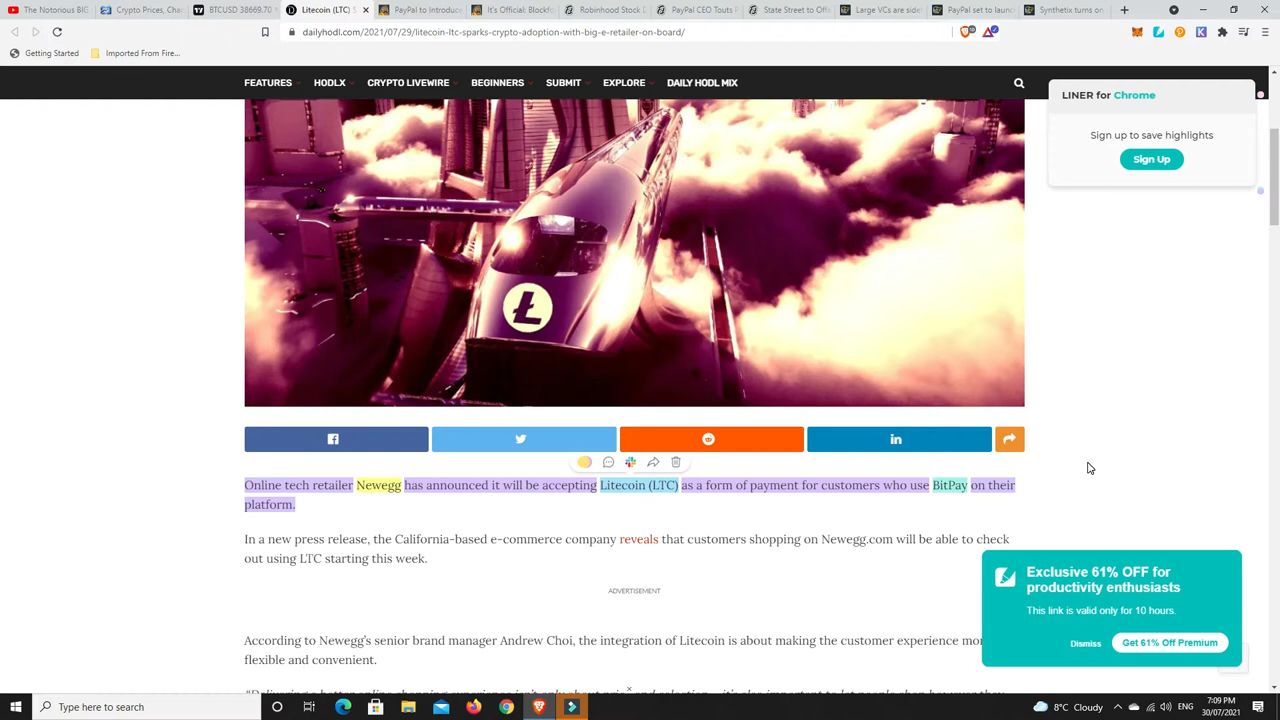 The Notorious BIG
Crypto Prices, Chac
BTCUSD 38669.70
Litecoin (LTC) S
PayPal to Introduce
It's Official: Blockfo
Robinhood Stock D
PayPal CEO Touts P
State Street to Offe
Large VCs are side
PayPal set to launc
Synthetix turns on
dailyhodl.com/2021/07/29/litecoin-ltc-sparks-crypto-adoption-with-big-e-retailer-on-board/
Getting Started
Imported From Fire...
FEATURES
HODLX
CRYPTO LIVEWIRE
BEGINNERS
SUBMIT
EXPLORE
DAILY HODL MIX
LINER for Chrome
Sign up to save highlights
Sign Up
Online tech retailer Newegg has announced it will be accepting Litecoin (LTC) as a form of payment for customers who use BitPay on their
platform.
In a new press release, the California-based e-commerce company reveals that customers shopping on Newegg.com will be able to check
out using LTC starting this week.
ADVERTISEMENT
According to Newegg's senior brand manager Andrew Choi, the integration of Litecoin is about making the customer experience mo
flexible and convenient.
Exclusive 61% OFF for
productivity enthusiasts
This link is valid only for 10 hours.
Dismiss
Get 61% Off Premium
Type here to search
8°C Cloudy
ENG
7:09 PM
30/07/2021